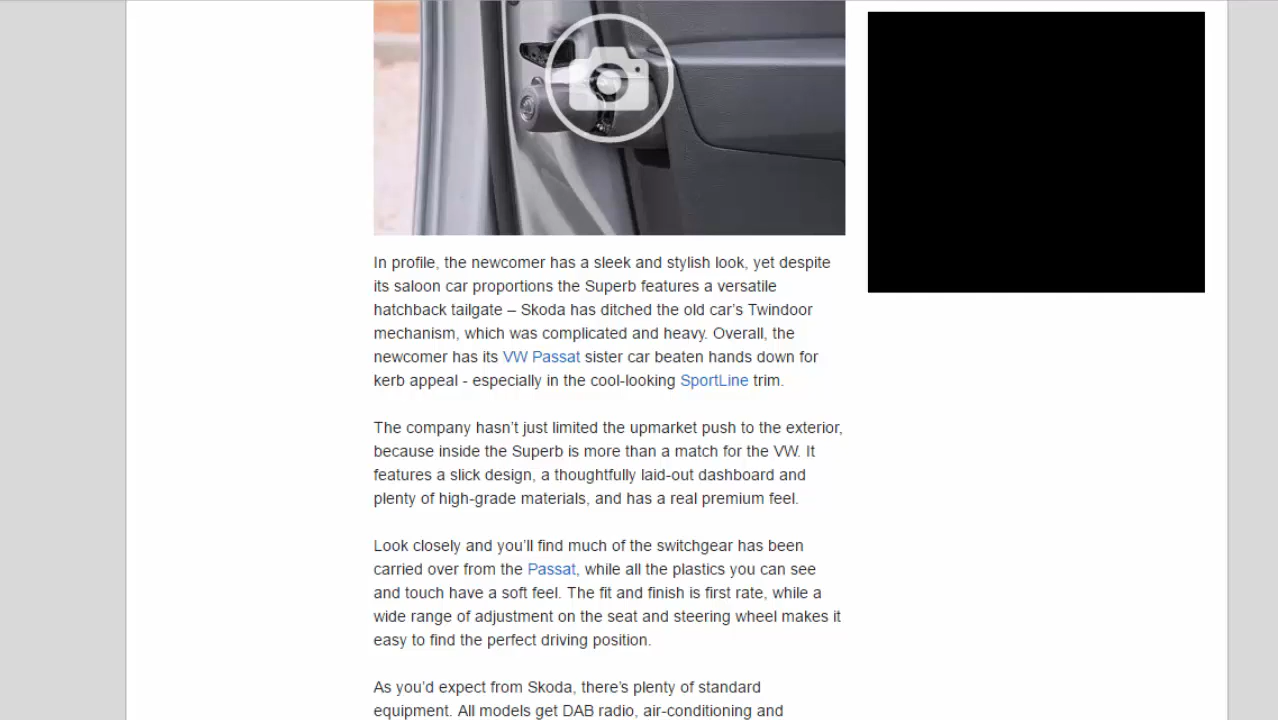 In profile, the newcomer has a sleek and stylish look, yet despite
its saloon car proportions the Superb features a versatile
hatchback tailgate – Skoda has ditched the old car’s Twindoor
mechanism, which was complicated and heavy. Overall, the
newcomer has its VW Passat sister car beaten hands down for
kerb appeal - especially in the cool-looking SportLine trim.
The company hasn’t just limited the upmarket push to the exterior,
because inside the Superb is more than a match for the VW. It
features a slick design, a thoughtfully laid-out dashboard and
plenty of high-grade materials, and has a real premium feel.
Look closely and you’ll find much of the switchgear has been
carried over from the Passat, while all the plastics you can see
and touch have a soft feel. The fit and finish is first rate, while a
wide range of adjustment on the seat and steering wheel makes it
easy to find the perfect driving position.
As you’d expect from Skoda, there’s plenty of standard
equipment. All models get DAB radio, air-conditioning and